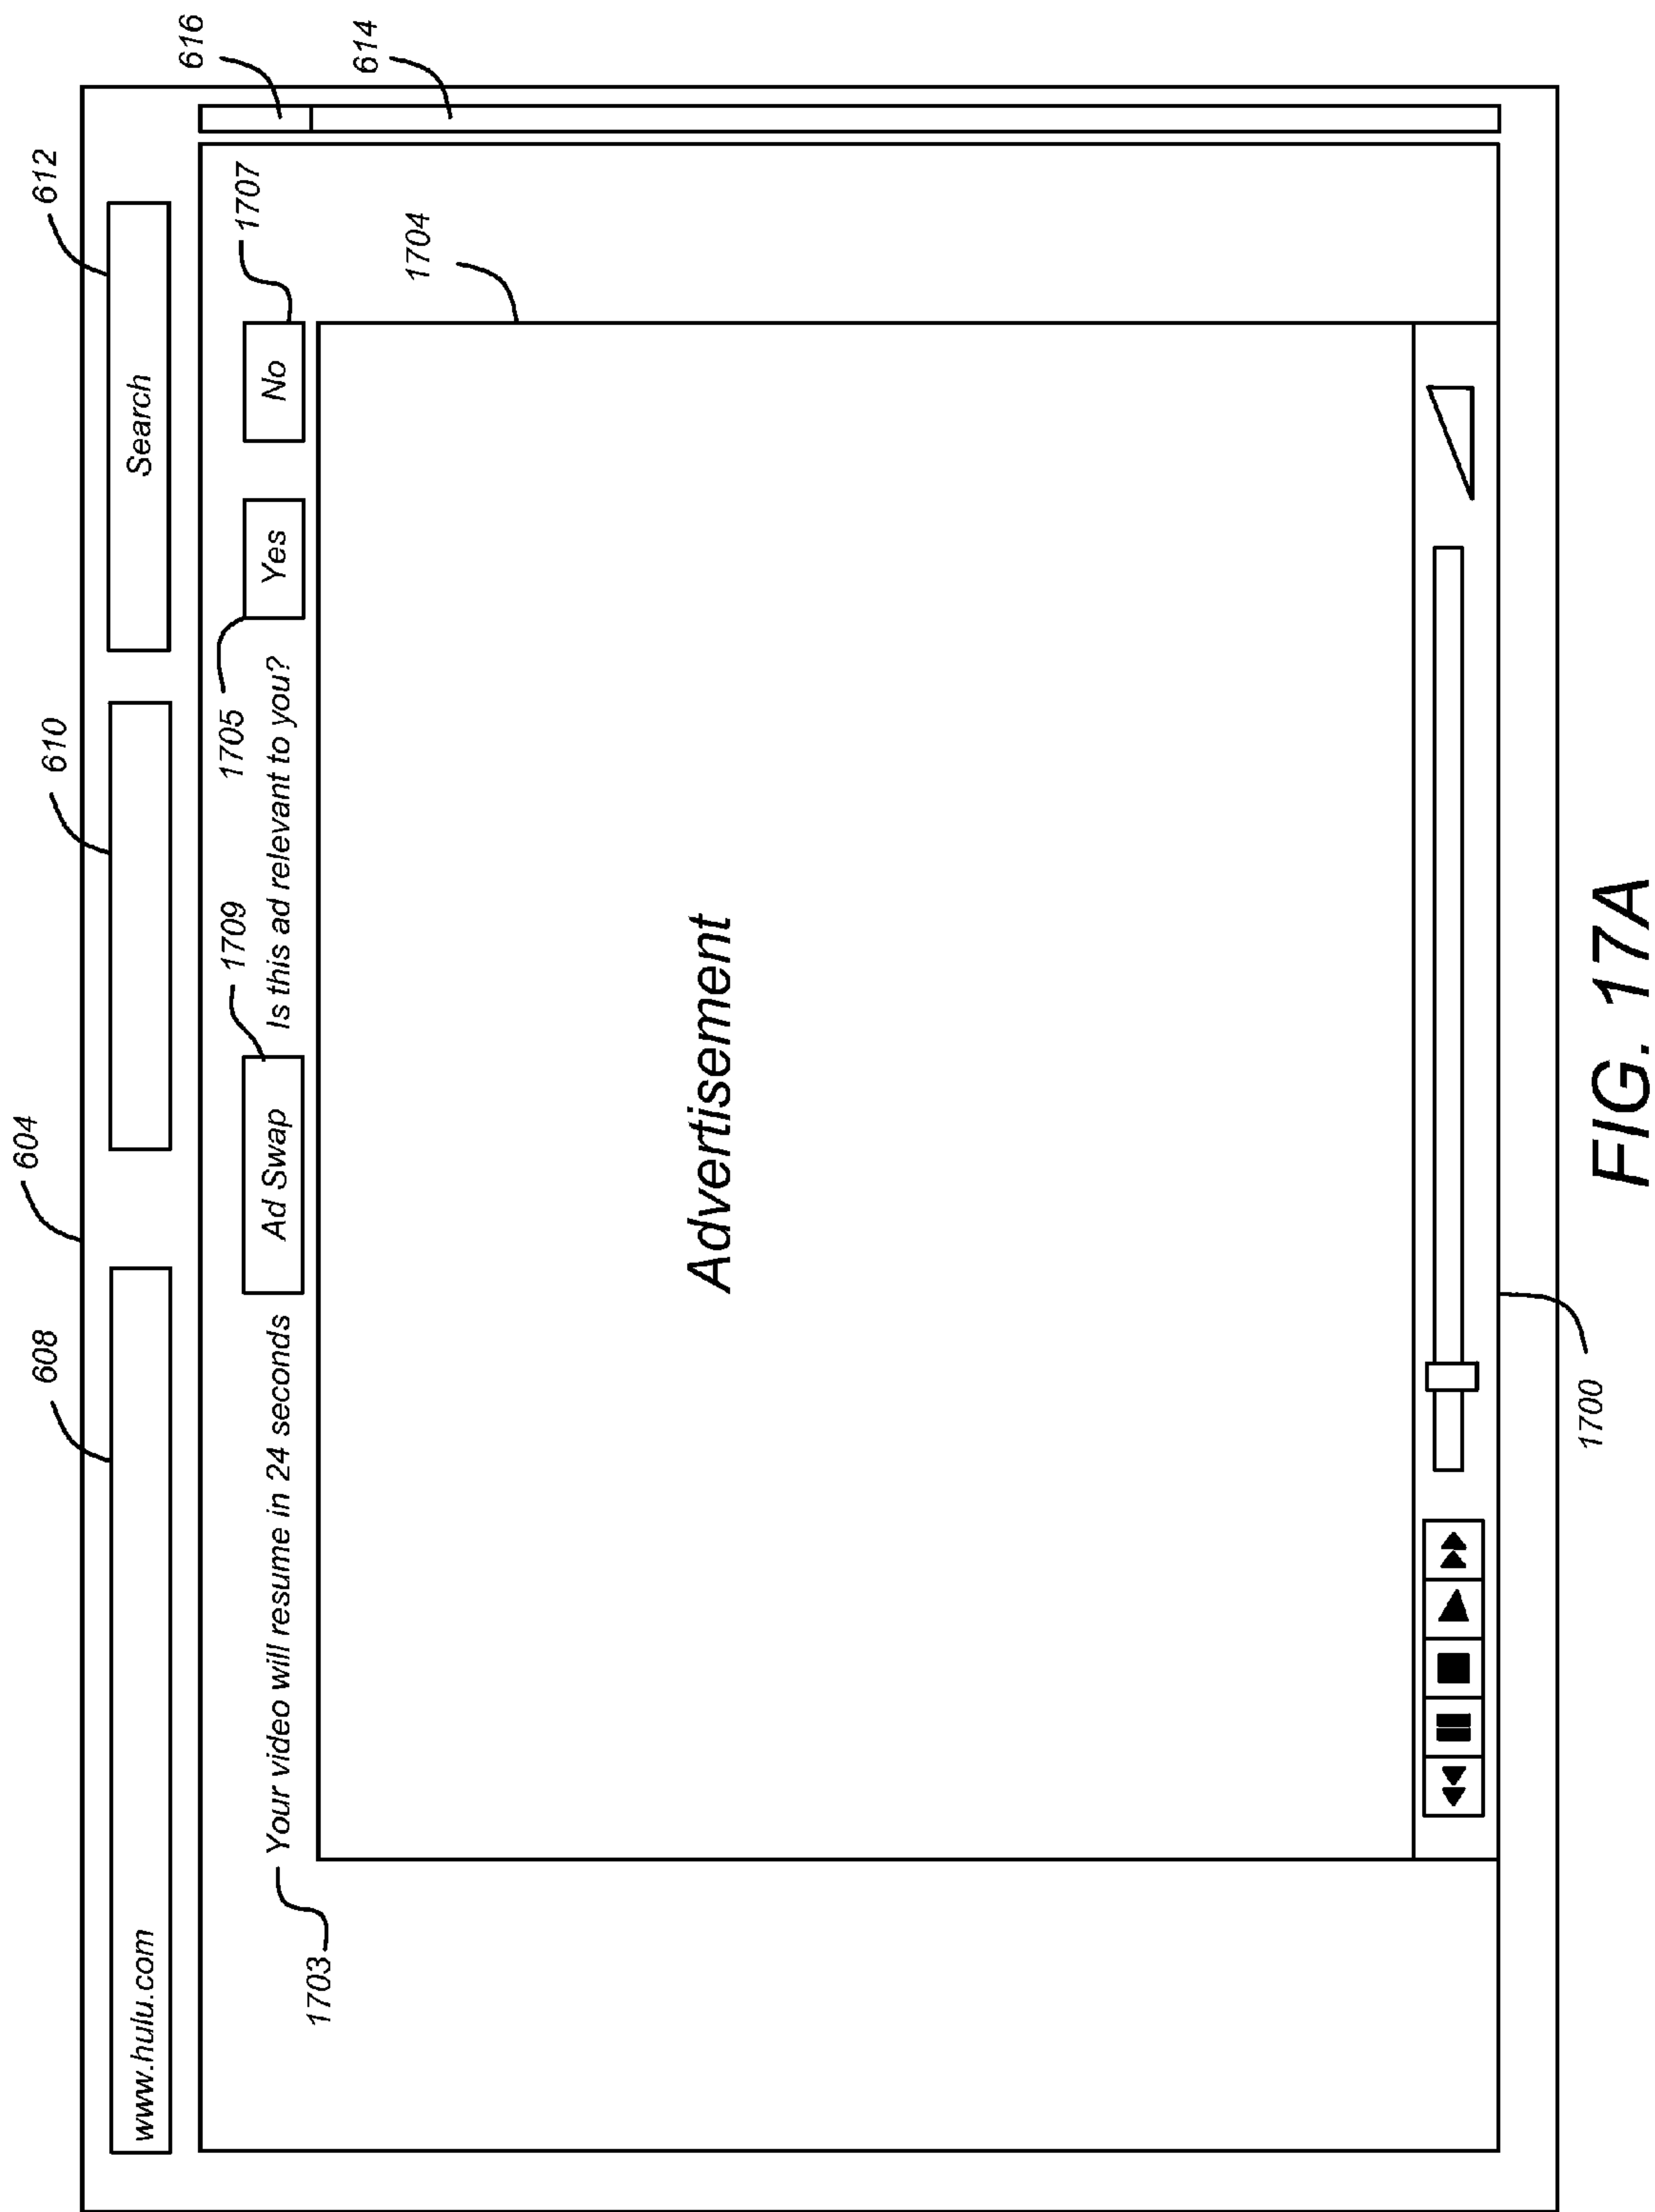 604
608
610
612
www.hulu.com
Search
616
614
1709
1705
1707
1703
Your video will resume in 24 seconds
Ad Swap
Is this ad relevant to you?
Yes
No
1704
Advertisement
1700
FIG. 17A